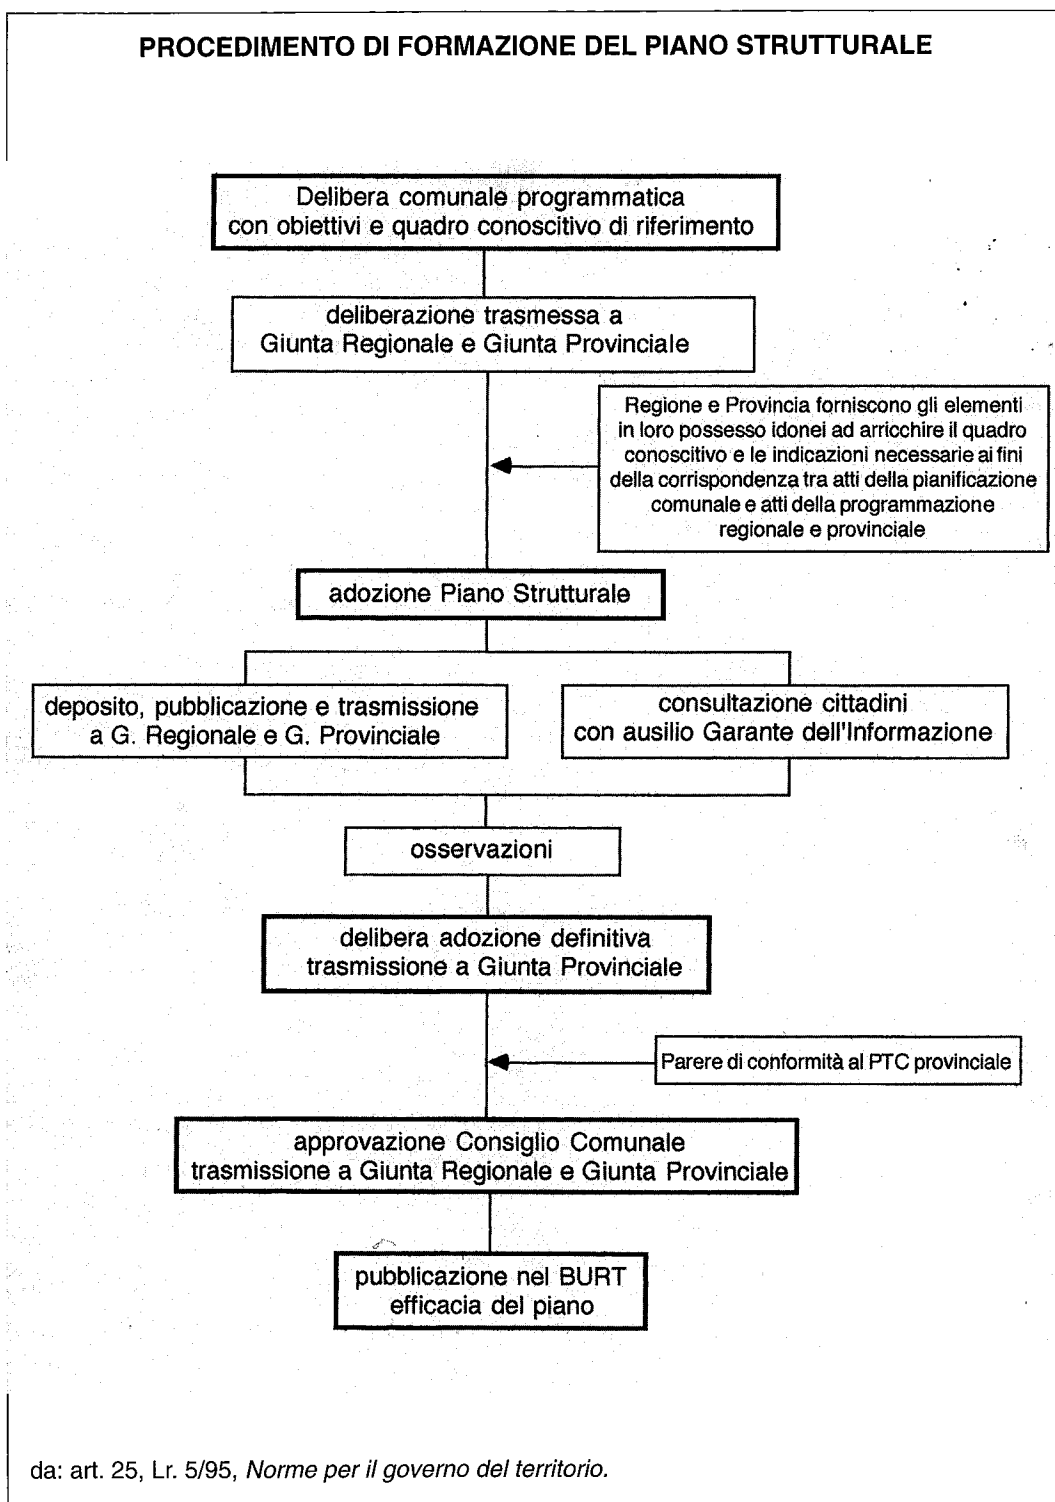 PROCEDIMENTO DI FORMAZIONE DEL PIANO STRUTTURALE
Delibera comunale programmatica
con obiettivi e quadro conoscitivo di riferimento
deliberazione trasmessa a
Giunta Regionale e Giunta Provinciale
Regione e Provincia forniscono gli elementi
in loro possesso idonei ad arricchire il quadro
conoscitivo e le indicazioni necessarie ai fini
della corrispondenza tra atti della pianificazione
comunale e atti della programmazione
regionale e provinciale
adozione Piano Strutturale
deposito, pubblicazione e trasmissione
a G. Regionale e G. Provinciale
consultazione cittadini
con ausilio Garante dell'Informazione
osservazioni
delibera adozione definitiva
trasmissione a Giunta Provinciale
Parere di conformità al PTC provinciale
approvazione Consiglio Comunale
trasmissione a Giunta Regionale e Giunta Provinciale
pubblicazione nel BURT
efficacia del piano
da: art. 25, Lr. 5/95, Norme per il governo del territorio.